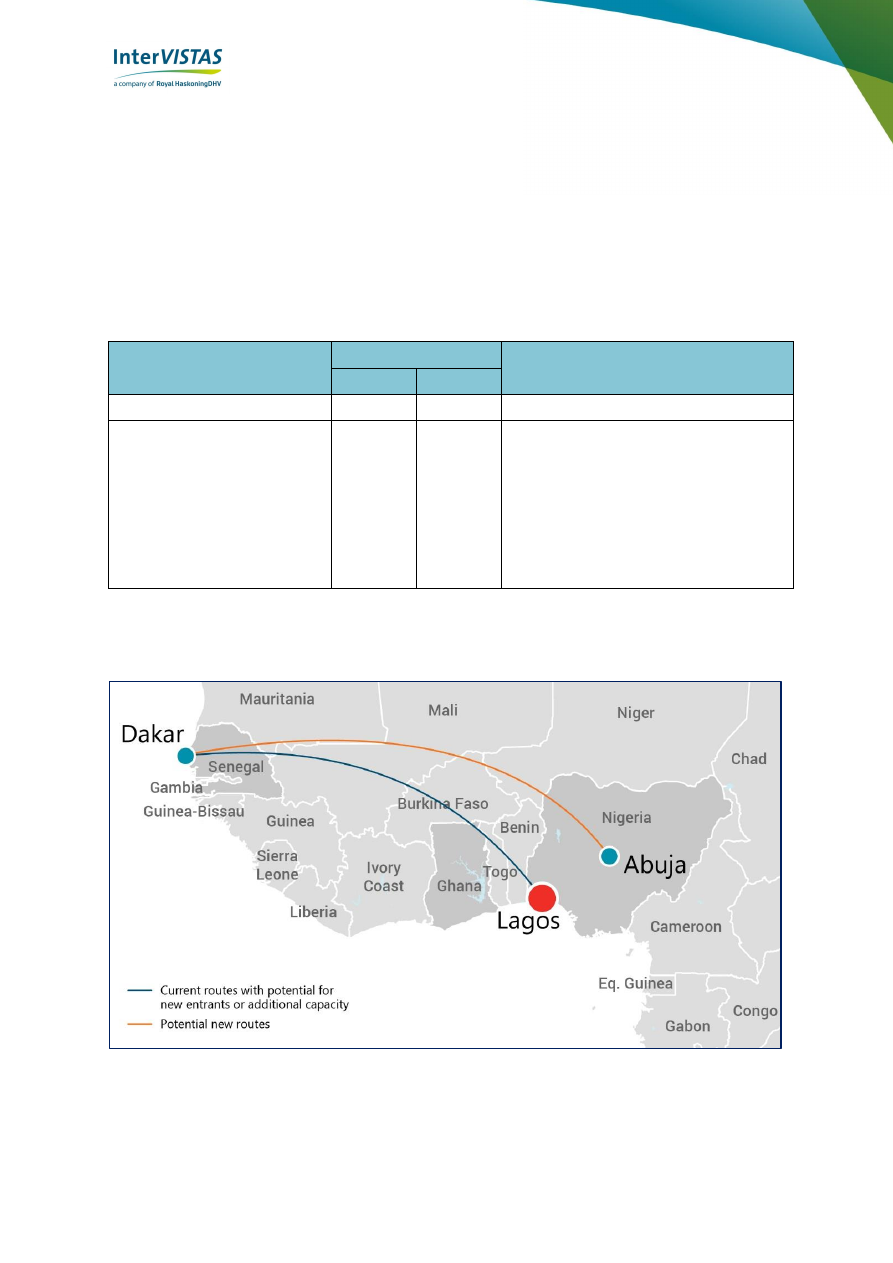 InterVISTAS
a company of Royal HaskoningDHV
Mauritania
Mali
Niger
Dakar
Chad
Senegal
Gambia
Burkina Faso
Guinea-Bissau
Guinea
Nigeria
Benin
Sierra
Leone
Ivory
Coast
Togo
Abuja
Ghana
Liberia
Lagos
Cameroon
Eq. Guinea
Congo
Gabon
Current routes with potential for
new entrants or additional capacity
Potential new routes